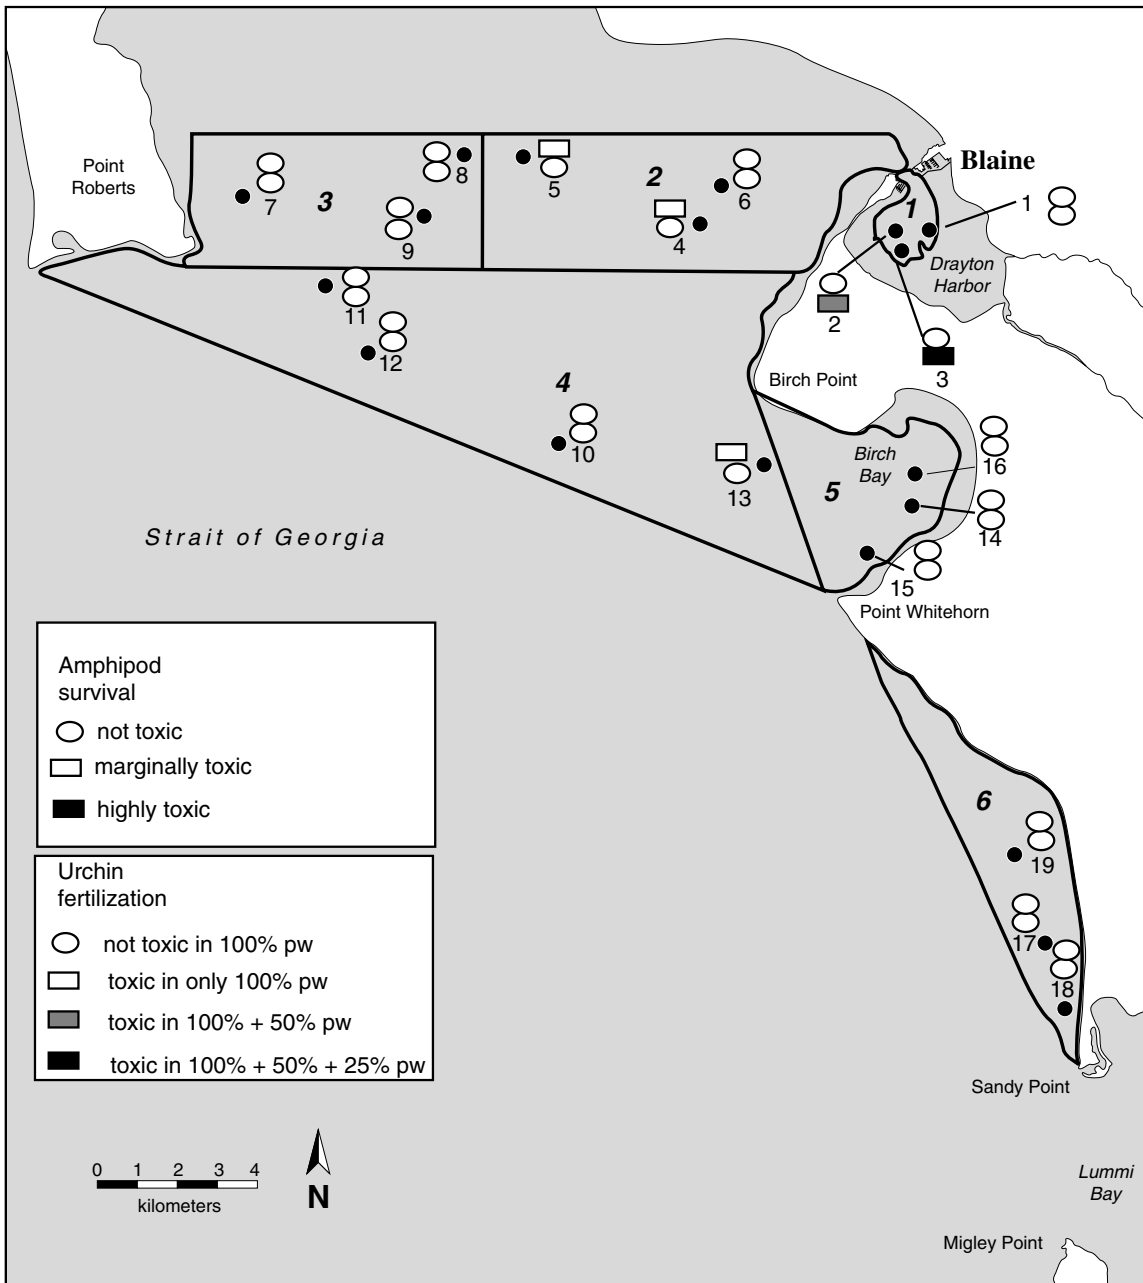 Point
Roberts
7
3
8
9
5
2
6
4
Blaine
1
1
Drayton
Harbor
2
3
Birch Point
11
12
4
10
13
Birch
Bay
5
16
14
15
Point Whitehorn
Strait of Georgia
Amphipod
survival
not toxic
marginally toxic
highly toxic
Urchin
fertilization
not toxic in 100% pw
toxic in only 100% pw
toxic in 100% + 50% pw
toxic in 100% + 50% + 25% pw
6
19
17
18
Sandy Point
0 1 2 3 4
kilometers
N
Lummi
Bay
Migley Point